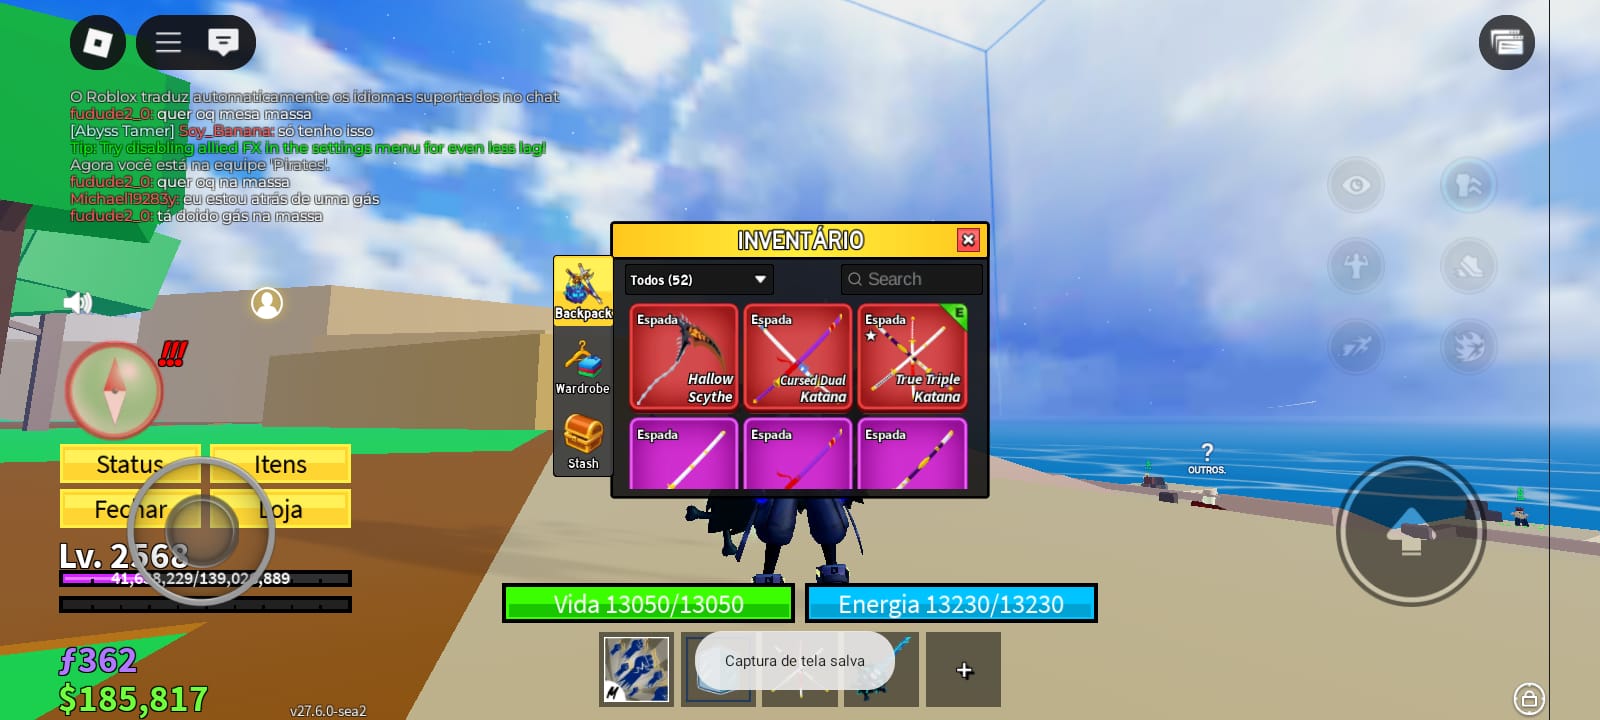 O Roblox traduz automaticamente os idiomas suportados no chat
fudude2_0: quer oq mesa massa
[Abyss Tamer] Soy_Banana: só tenho isso
Tip: Try disabling allied FX in the settings menu for even less lag!
Agora você está na equipe 'Pirates'.
fudude2_0: quer oq na massa
Michael19283y: eu estou atrás de uma gás
fudude2_0: tá doido gás na massa
INVENTÁRIO
Todos (52)
Search
Backpack
Wardrobe
Stash
Espada
Hallow
Scythe
Espada
Cursed Dual
Katana
Espada
E
True Triple
Katana
Espada
Espada
Espada
!!!
Status
Itens
Fechar
Loja
Lv. 2568
?
OUTROS.
Vida 13050/13050
Energia 13230/13230
M
Captura de tela salva
+
ƒ362
$185,817
v27.6.0-sea2